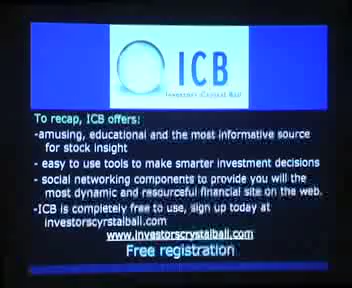 ICB
Investors Crystal Ball
To recap, ICB offers:
-amusing, educational and the most informative source
for stock insight
- easy to use tools to make smarter investment decisions
- social networking components to provide you will the
most dynamic and resourceful financial site on the web.
-ICB is completely free to use, sign up today at
investorscyrstalball.com
www.investorscrystalball.com
Free registration